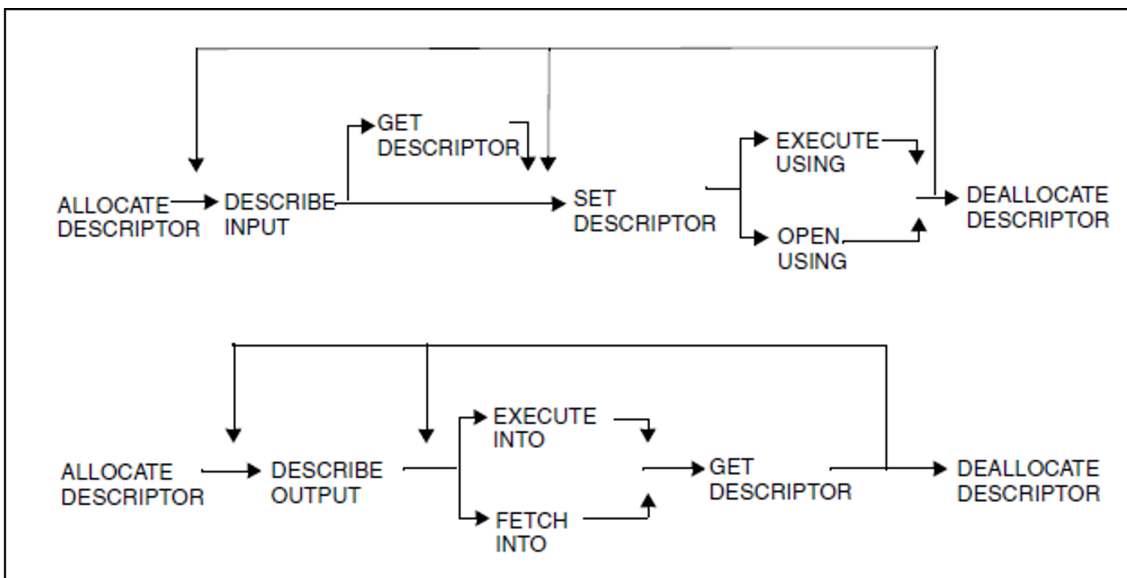 GET
DESCRIPTOR
EXECUTE
USING
ALLOCATE
DESCRIPTOR
DESCRIBE
INPUT
SET
DESCRIPTOR
DEALLOCATE
DESCRIPTOR
OPEN
USING
EXECUTE
INTO
ALLOCATE
DESCRIPTOR
DESCRIBE
OUTPUT
GET
DESCRIPTOR
DEALLOCATE
DESCRIPTOR
FETCH
INTO